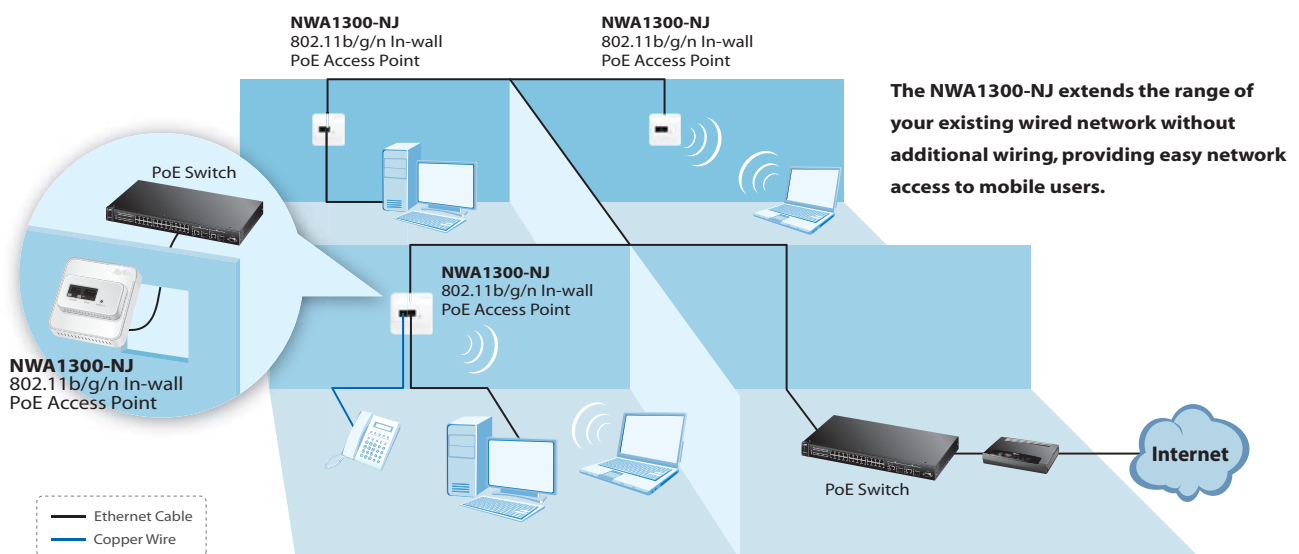 NWA1300-NJ
802.11b/g/n In-wall
PoE Access Point
NWA1300-NJ
802.11b/g/n In-wall
PoE Access Point
The NWA1300-NJ extends the range of
your existing wired network without
additional wiring, providing easy network
access to mobile users.
PoE Switch
NWA1300-NJ
802.11b/g/n In-wall
PoE Access Point
NWA1300-NJ
802.11b/g/n In-wall
PoE Access Point
PoE Switch
Internet
Ethernet Cable
Copper Wire